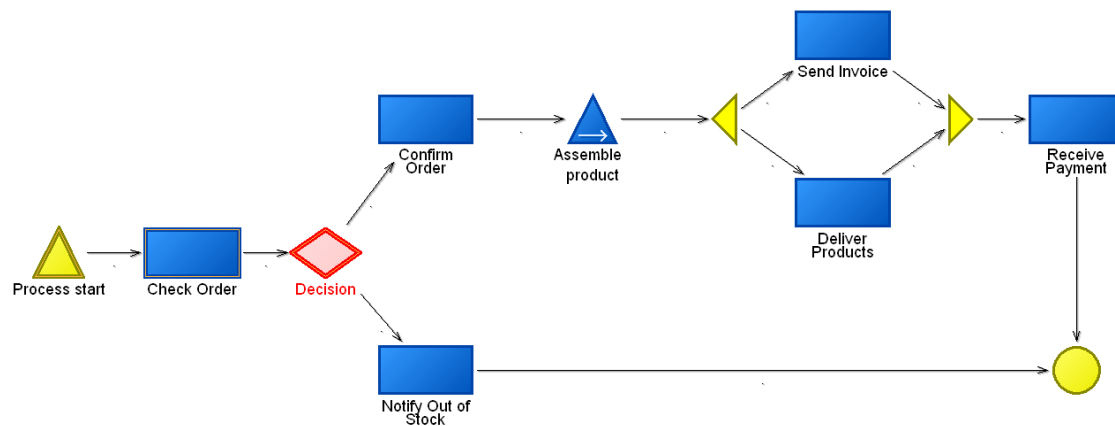 Send Invoice
Confirm
Order
Assemble
product
Receive
Payment
Deliver
Products
Process start
Check Order
Decision
Notify Out of
Stock